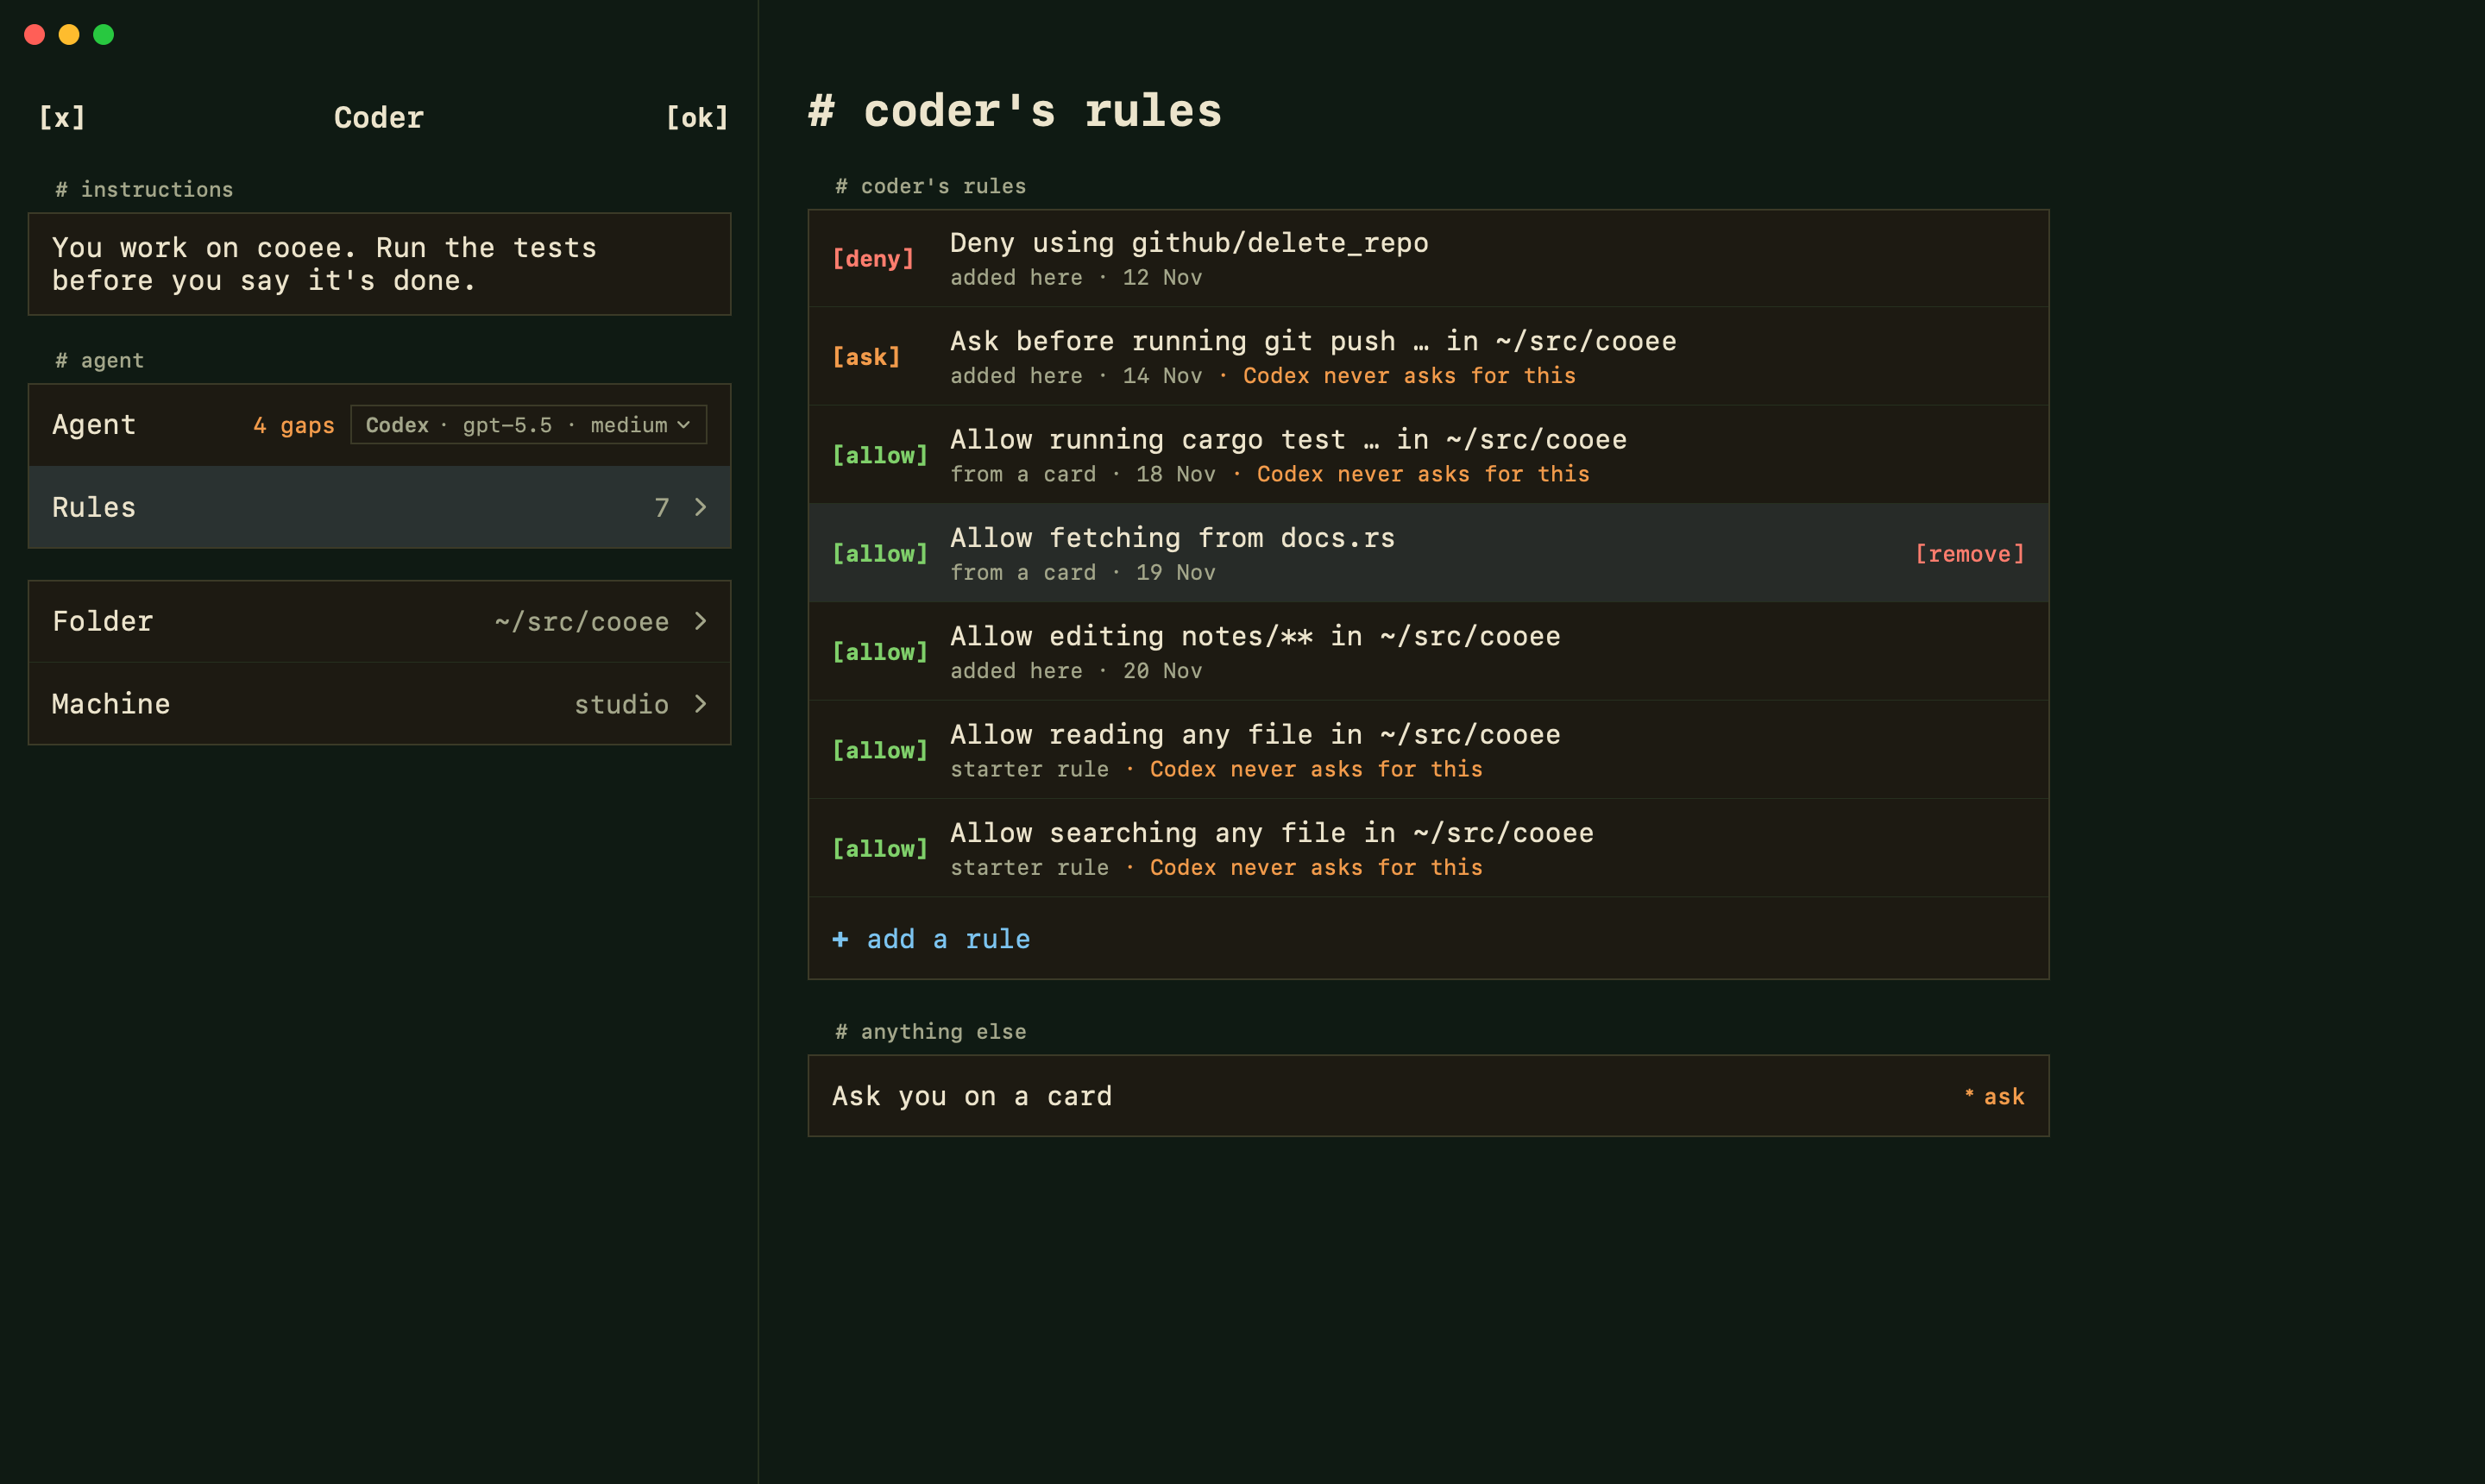 [x] Coder [ok]
# instructions
You work on cooee. Run the tests
before you say it's done.
# agent
Agent 4 gaps Codex · gpt-5.5 · medium
Rules 7
Folder ~/src/cooee
Machine studio
# coder's rules
# coder's rules
[deny] Deny using github/delete_repo
added here · 12 Nov
[ask] Ask before running git push … in ~/src/cooee
added here · 14 Nov · Codex never asks for this
[allow] Allow running cargo test … in ~/src/cooee
from a card · 18 Nov · Codex never asks for this
[allow] Allow fetching from docs.rs [remove]
from a card · 19 Nov
[allow] Allow editing notes/** in ~/src/cooee
added here · 20 Nov
[allow] Allow reading any file in ~/src/cooee
starter rule · Codex never asks for this
[allow] Allow searching any file in ~/src/cooee
starter rule · Codex never asks for this
+ add a rule
# anything else
Ask you on a card * ask